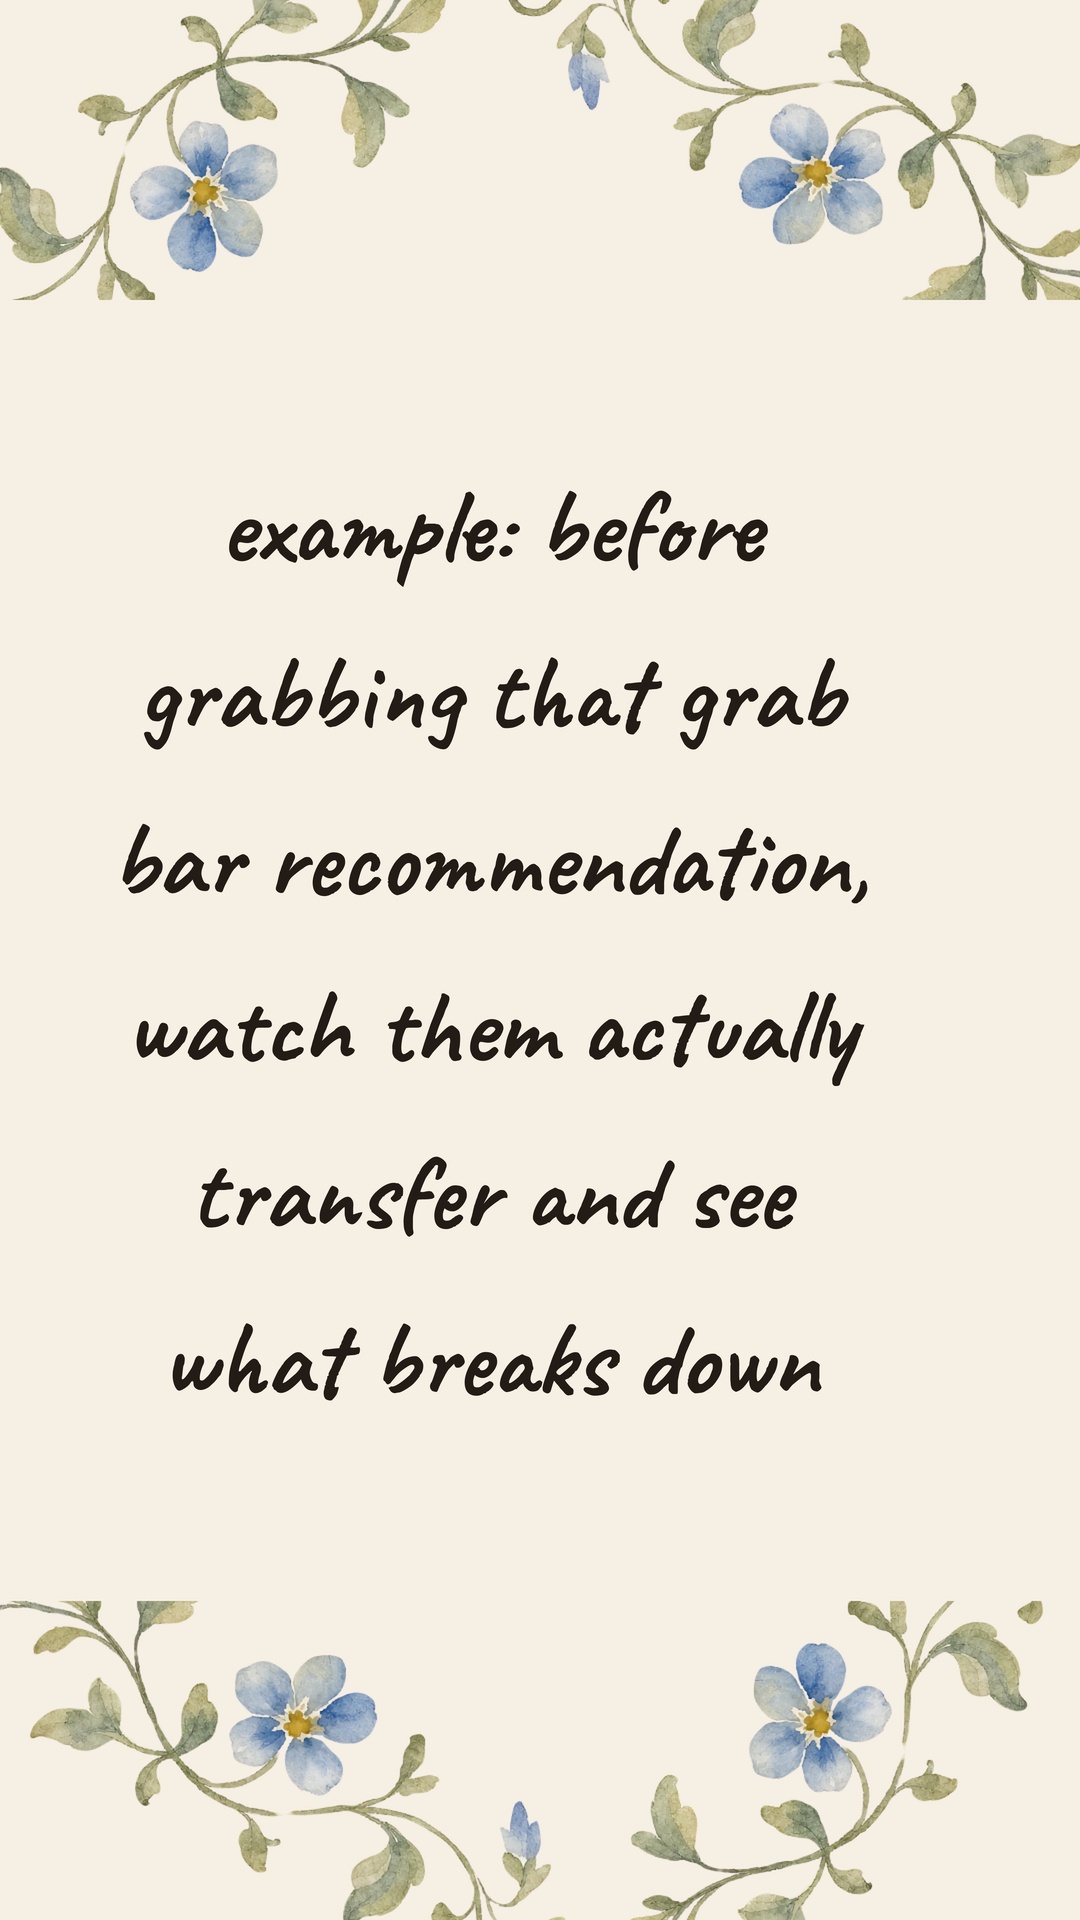 example: before
grabbing that grab
bar recommendation,
watch them actually
transfer and see
what breaks down